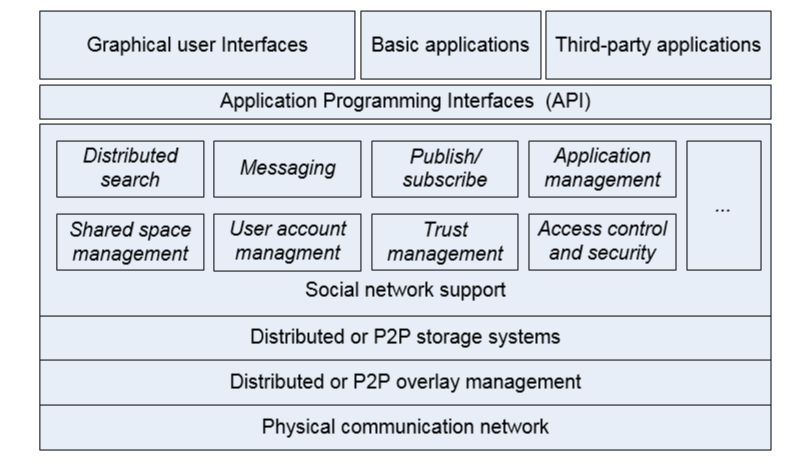 Graphical user Interfaces
Basic applications
Third-party applications
Application Programming Interfaces (API)
Distributed
search
Messaging
Publish/
subscribe
Application
management
...
Shared space
management
User account
managment
Trust
management
Access control
and security
Social network support
Distributed or P2P storage systems
Distributed or P2P overlay management
Physical communication network